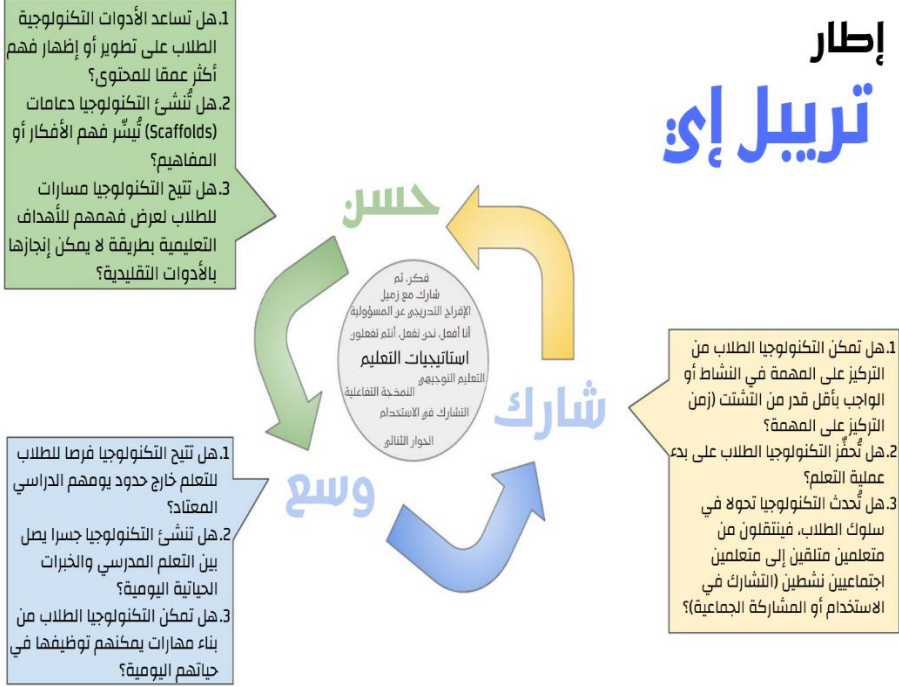 إطار
تريبل إي
1.هل تساعد الأدوات التكنولوجية
الطلاب على تطوير أو إظهار فهم
أكثر عمقا للمحتوى؟
2.هل تُنشئ التكنولوجيا دعامات
(Scaffolds) تُيسِّر فهم الأفكار أو
المفاهيم؟
3.هل تتيح التكنولوجيا مسارات
للطلاب لعرض فهمهم للأهداف
التعليمية بطريقة لا يمكن إنجازها
بالأدوات التقليدية؟
حسن
فكر، ثم
شارك مع زميل
الإفراج التدريجي عن المسؤولية
أنا أفعل، نحن نفعل، أنتم تفعلون
استاتيجيات التعليم
التعليم التوجيهي
النمذجة التفاعلية
التشارك في الاستخدام
الحوار الثنائي
شارك
1.هل تمكن التكنولوجيا الطلاب من
التركيز على المهمة في النشاط أو
الواجب بأقل قدر من التشتت (زمن
التركيز على المهمة؟
2.هل تُحفِّز التكنولوجيا الطلاب على بدء
عملية التعلم؟
3.هل تُحدث التكنولوجيا تحولا في
سلوك الطلاب، فينتقلون من
متعلمين متلقين إلى متعلمين
اجتماعيين نشطين (التشارك في
الاستخدام أو المشاركة الجماعية)؟
وسع
1.هل تتيح التكنولوجيا فرصا للطلاب
للتعلم خارج حدود يومهم الدراسي
المعتاد؟
2.هل تنشئ التكنولوجيا جسرا يصل
بين التعلم المدرسي والخبرات
الحياتية اليومية؟
3.هل تمكن التكنولوجيا الطلاب من
بناء مهارات يمكنهم توظيفها في
حياتهم اليومية؟